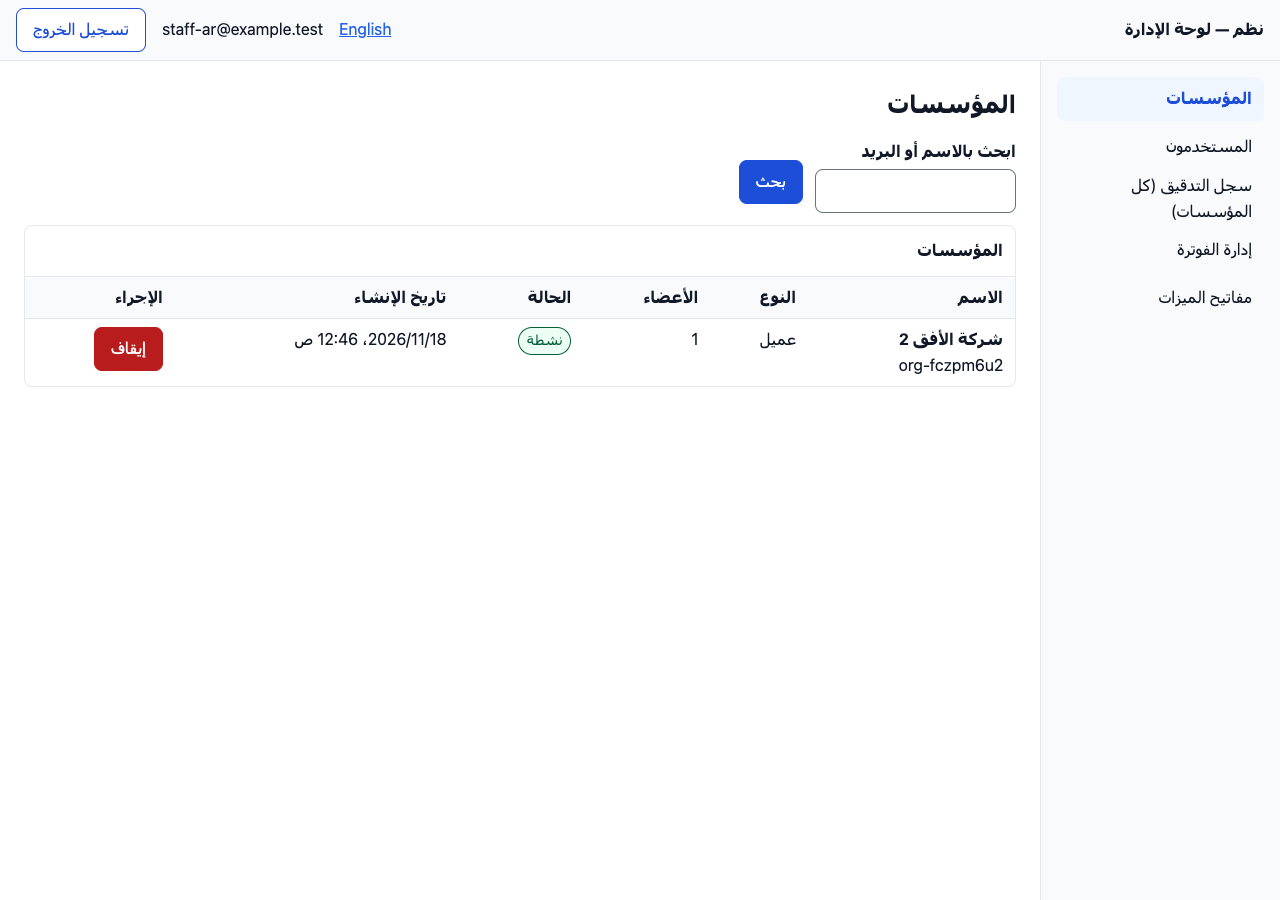 نظم — لوحة الإدارة
English
staff-ar@example.test
تسجيل الخروج
المؤسسات
المستخدمون
سجل التدقيق (كل
المؤسسات)
إدارة الفوترة
مفاتيح الميزات
المؤسسات
ابحث بالاسم أو البريد
بحث
المؤسسات
الاسم النوع الأعضاء الحالة تاريخ الإنشاء الإجراء
شركة الأفق 2 عميل 1 نشطة 2026/11/18، 12:46 ص إيقاف
org-fczpm6u2